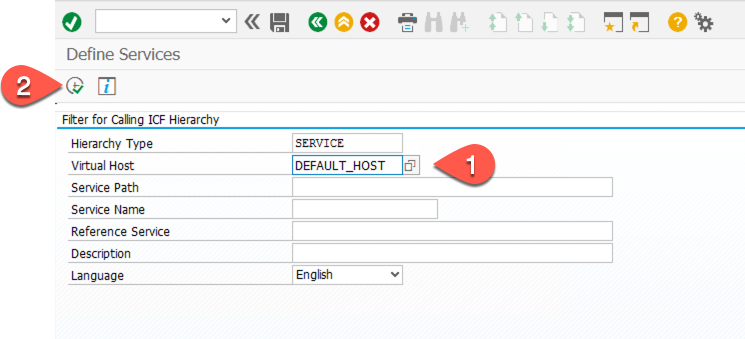 Define Services
2
i
Filter for Calling ICF Hierarchy
Hierarchy Type SERVICE
Virtual Host DEFAULT_HOST 1
Service Path
Service Name
Reference Service
Description
Language English